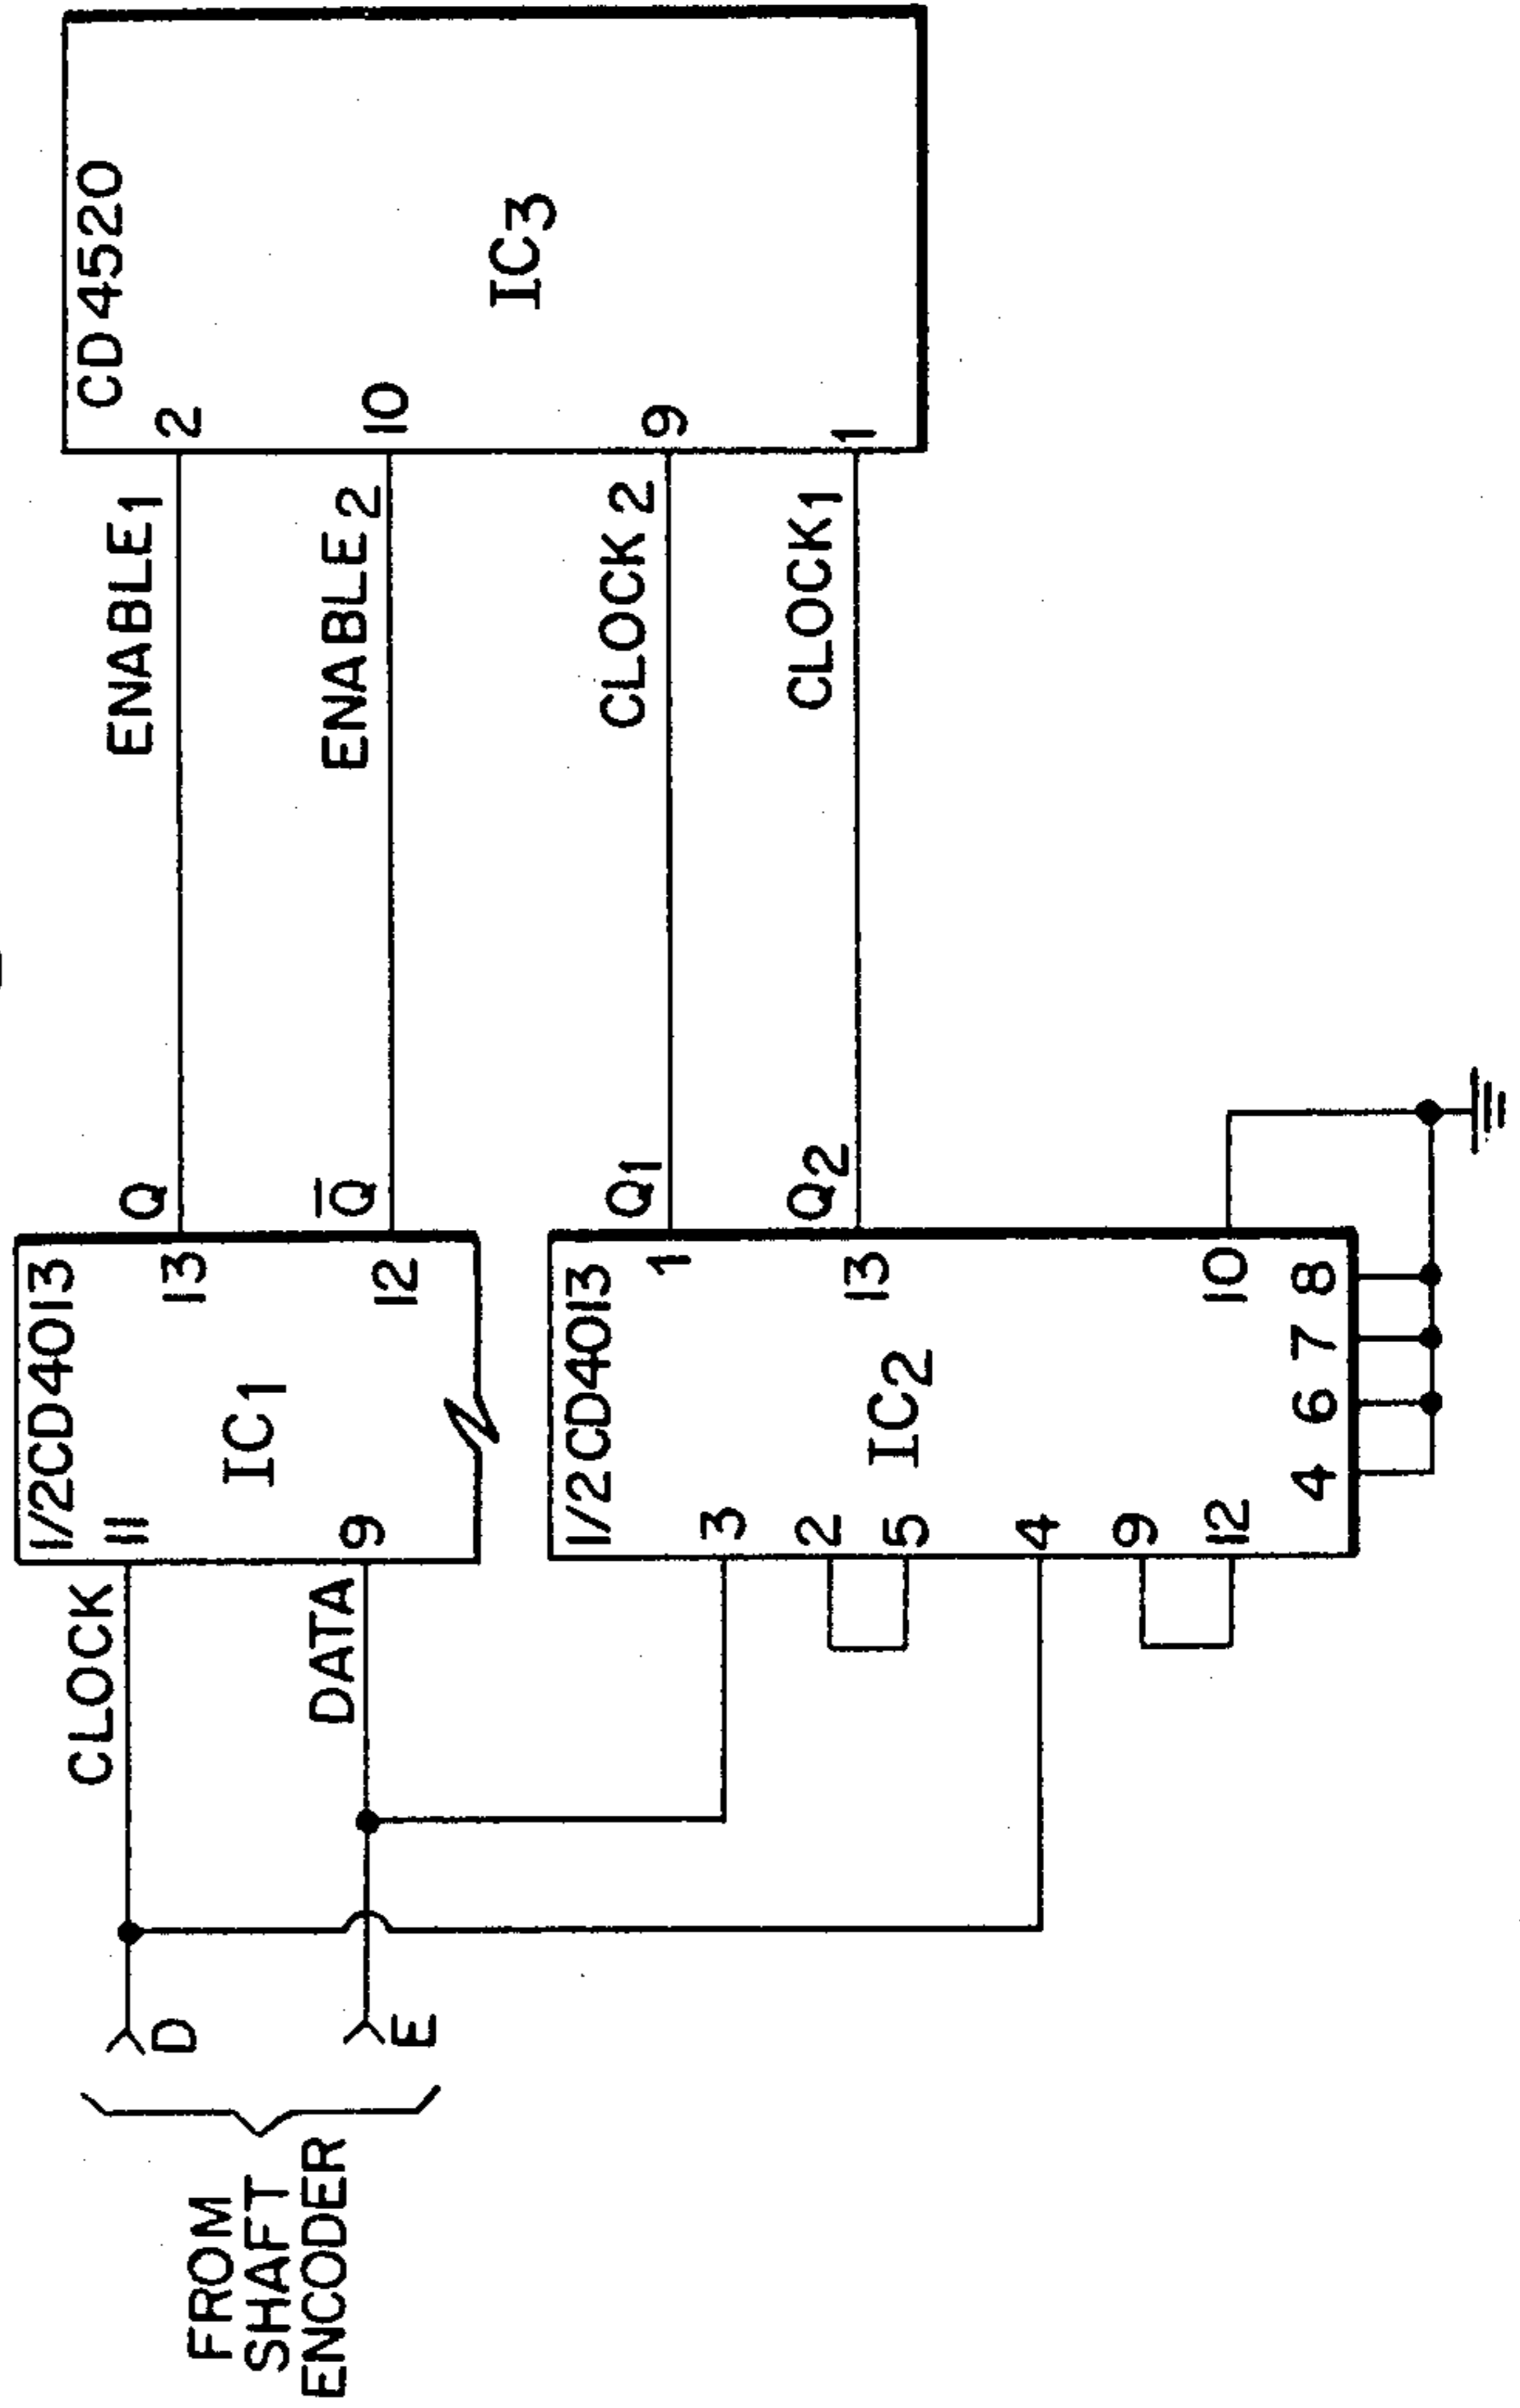 FROM
SHAFT
ENCODER
D
E
CLOCK
DATA
1/2CD4013
11
9
IC1
13
12
Q
Q̅
1/2CD4013
3
2
5
4
9
12
IC2
1
13
10
4 6 7 8
Q1
Q2
ENABLE1
ENABLE2
CLOCK2
CLOCK1
CD4520
2
10
9
1
IC3